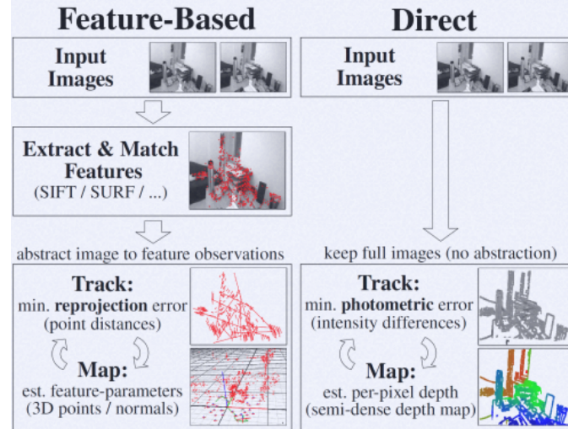 Feature-Based
Input
Images
Extract & Match
Features
(SIFT / SURF / ...)
abstract image to feature observations
Track:
min. reprojection error
(point distances)
Map:
est. feature-parameters
(3D points / normals)
Direct
Input
Images
keep full images (no abstraction)
Track:
min. photometric error
(intensity differences)
Map:
est. per-pixel depth
(semi-dense depth map)